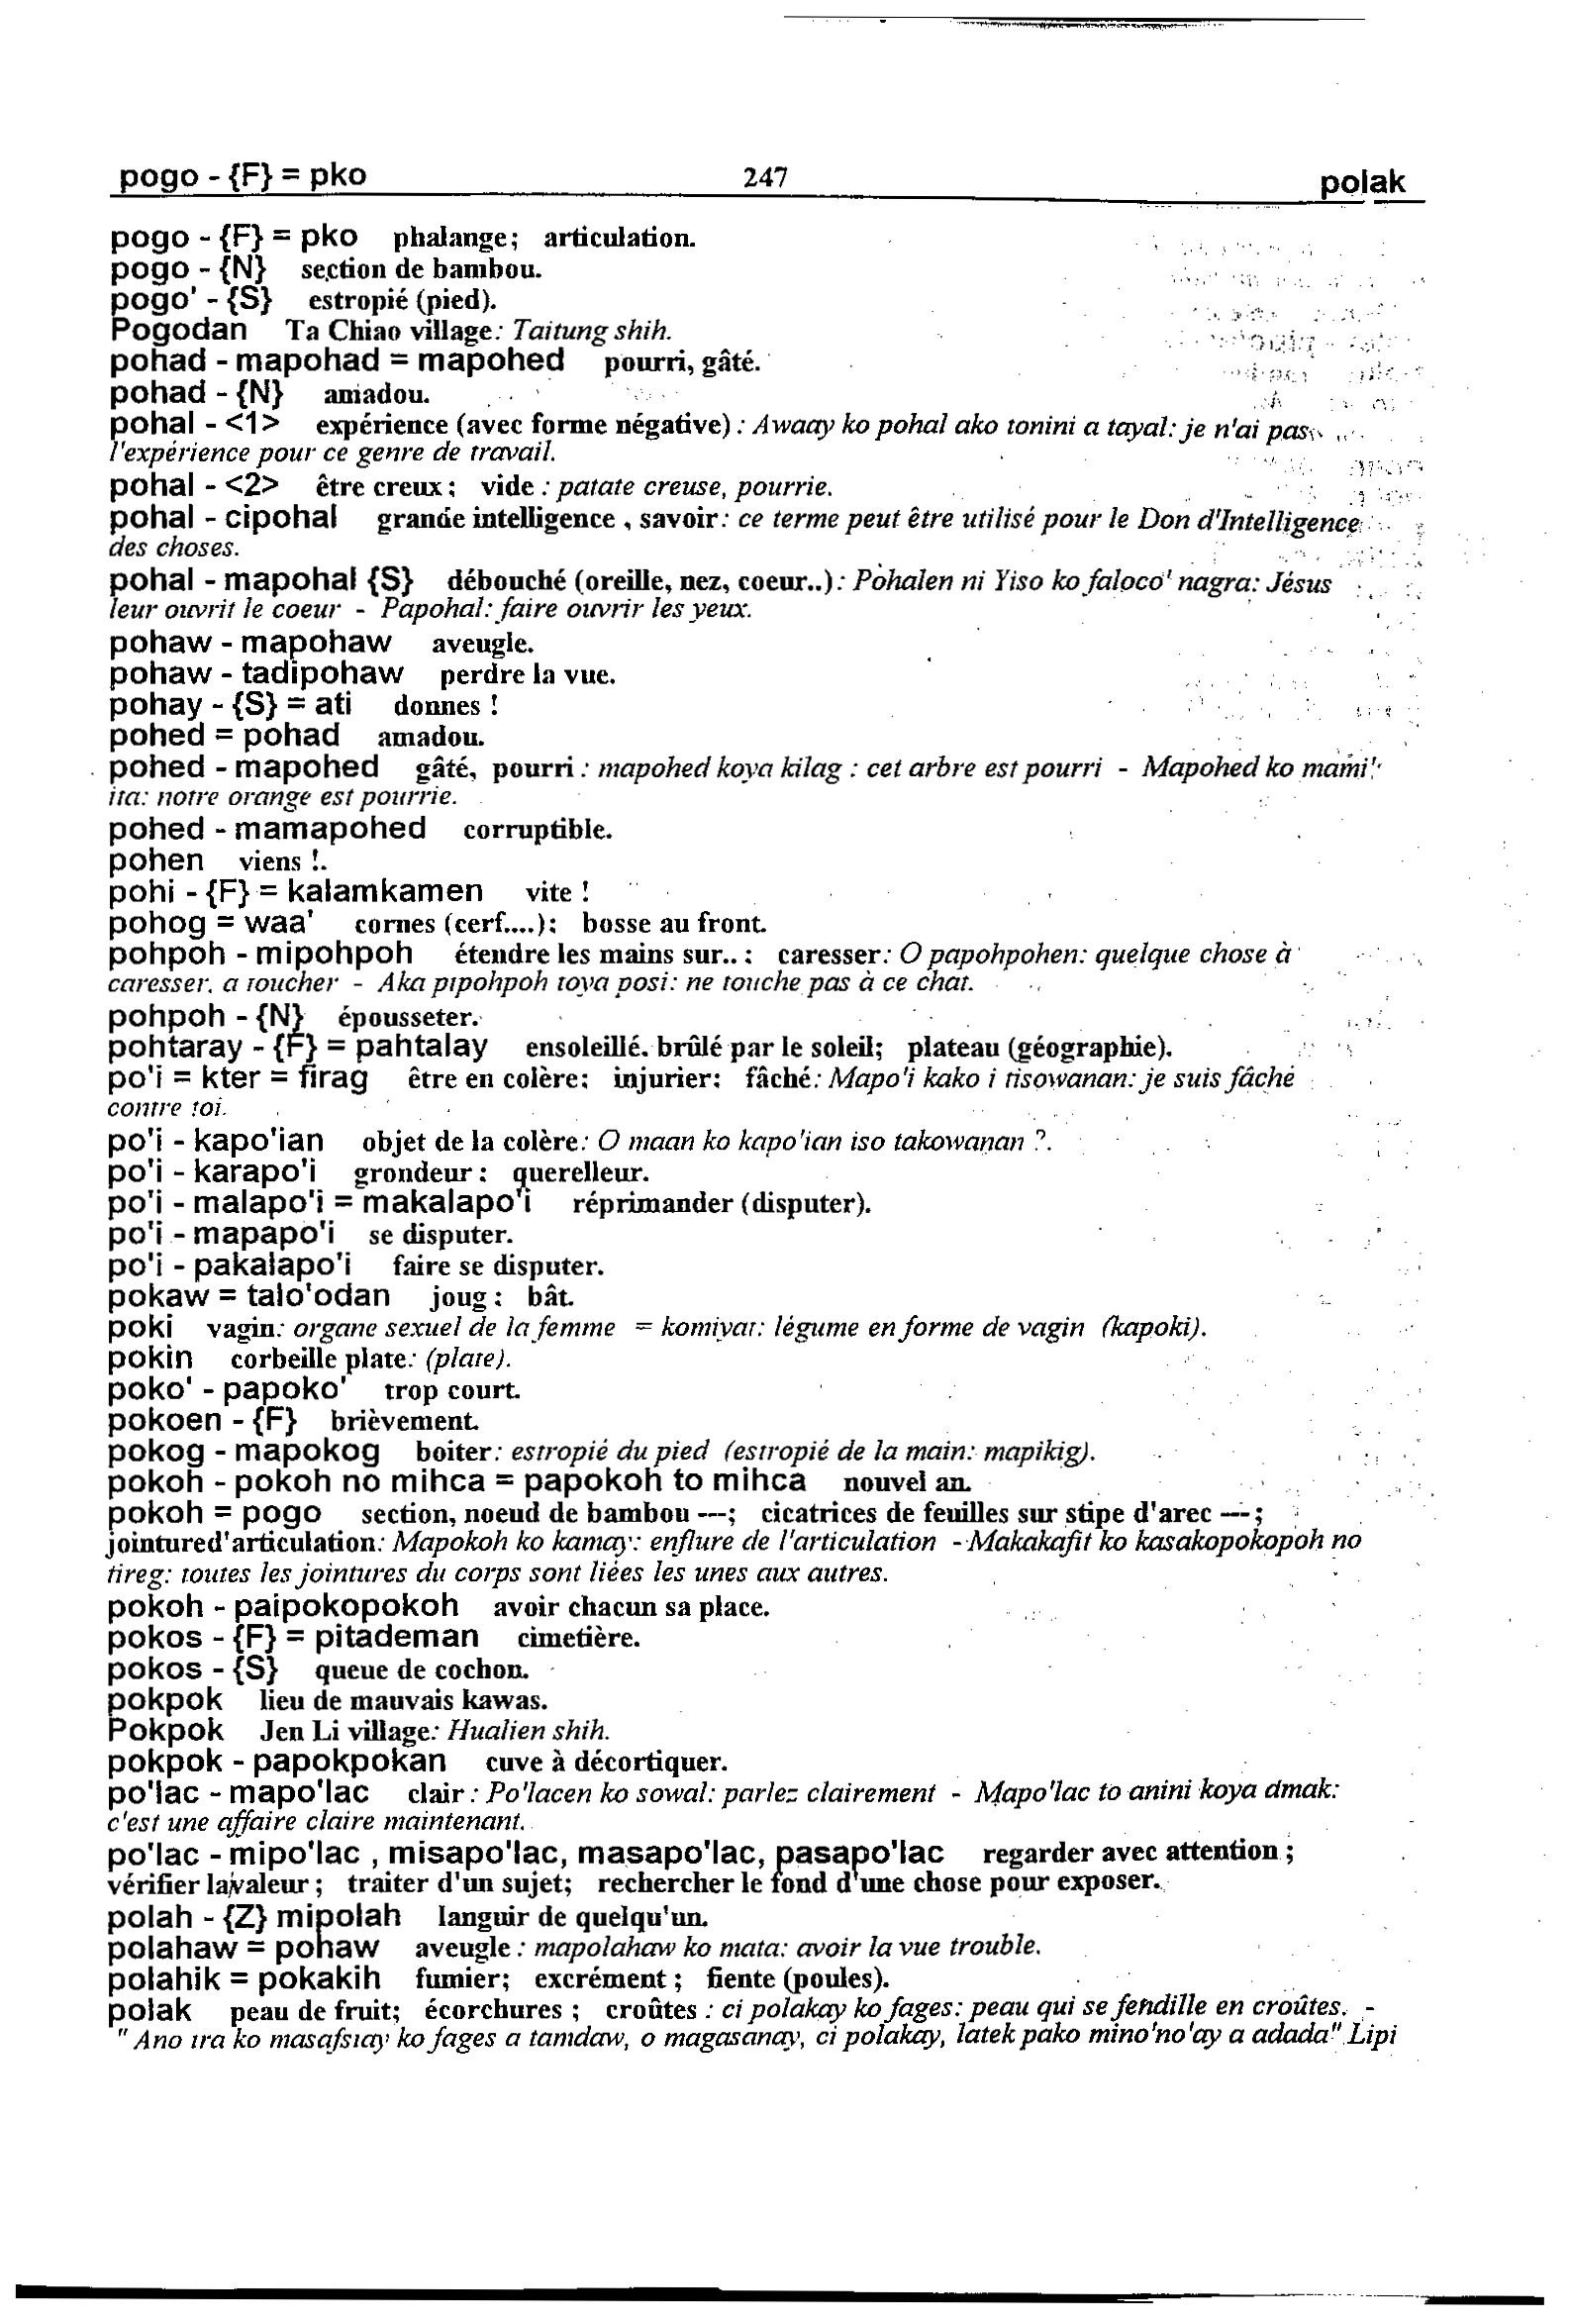 pogo - {F} = pko 247 polak
pogo - {F} = pko phalange; articulation.
pogo - {N} section de bambou.
pogo' - {S} estropié (pied).
Pogodan Ta Chiao village: Taitung shih.
pohad - mapohad = mapohed pourri, gâté.
pohad - {N} amadou.
pohal - <1> expérience (avec forme négative) : Awaay ko pohal ako tonini a tayal: je n'ai pas
l'expérience pour ce genre de travail.
pohal - <2> être creux ; vide : patate creuse, pourrie.
pohal - cipohal grande intelligence , savoir: ce terme peut être utilisé pour le Don d'Intelligence
des choses.
pohal - mapohal {S} débouché (oreille, nez, coeur..): Pohalen ni Yiso ko faloco' nagra: Jésus
leur ouvrit le coeur - Papohal: faire ouvrir les yeux.
pohaw - mapohaw aveugle.
pohaw - tadipohaw perdre la vue.
pohay - {S} = ati donnes !
pohed = pohad amadou.
pohed - mapohed gâté, pourri : mapohed koya kilag : cet arbre est pourri - Mapohed ko mami'
ita: notre orange est pourrie.
pohed - mamapohed corruptible.
pohen viens !.
pohi - {F} = kalamkamen vite !
pohog = waa' cornes (cerf....); bosse au front.
pohpoh - mipohpoh étendre les mains sur.. ; caresser: O papohpohen: quelque chose à
caresser, a toucher - Aka pipohpoh toya posi: ne touche pas à ce chat.
pohpoh - {N} épousseter.
pohtaray - {F} = pahtalay ensoleillé. brûlé par le soleil; plateau (géographie).
po'i = kter = firag être en colère; injurier; fâché: Mapo'i kako i tisowanan: je suis fâché
contre toi.
po'i - kapo'ian objet de la colère: O maan ko kapo'ian iso takowanan ?.
po'i - karapo'i grondeur ; querelleur.
po'i - malapo'i = makalapo'i réprimander (disputer).
po'i - mapapo'i se disputer.
po'i - pakalapo'i faire se disputer.
pokaw = talo'odan joug ; bât.
poki vagin: organe sexuel de la femme = komiyat: légume en forme de vagin (kapoki).
pokin corbeille plate: (plate).
poko' - papoko' trop court.
pokoen - {F} brièvement.
pokog - mapokog boiter: estropié du pied (estropié de la main: mapikig).
pokoh - pokoh no mihca = papokoh to mihca nouvel an.
pokoh = pogo section, noeud de bambou ---; cicatrices de feuilles sur stipe d'arec --- ;
jointured'articulation: Mapokoh ko kamay: enflure de l'articulation - Makakafit ko kasakopokopoh no
tireg: toutes les jointures du corps sont liées les unes aux autres.
pokoh - paipokopokoh avoir chacun sa place.
pokos - {F} = pitademan cimetière.
pokos - {S} queue de cochon.
pokpok lieu de mauvais kawas.
Pokpok Jen Li village: Hualien shih.
pokpok - papokpokan cuve à décortiquer.
po'lac - mapo'lac clair : Po'lacen ko sowal: parlez clairement - Mapo'lac to anini koya dmak:
c'est une affaire claire maintenant.
po'lac - mipo'lac , misapo'lac, masapo'lac, pasapo'lac regarder avec attention ;
vérifier la valeur ; traiter d'un sujet; rechercher le fond d'une chose pour exposer.
polah - {Z} mipolah languir de quelqu'un.
polahaw = pohaw aveugle : mapolahaw ko mata: avoir la vue trouble.
polahik = pokakih fumier; excrément ; fiente (poules).
polak peau de fruit; écorchures ; croûtes : ci polakay ko fages: peau qui se fendille en croûtes. -
"Ano ira ko masafsiay ko fages a tamdaw, o magasanay, ci polakay, latek pako mino'no'ay a adada" Lipi